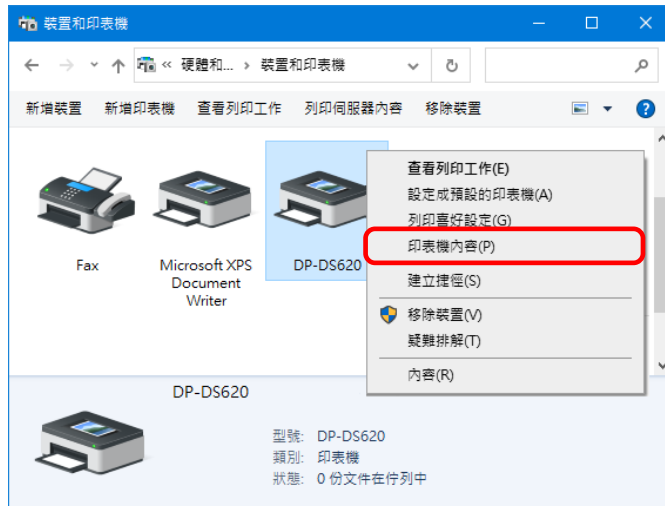 裝置和印表機
« 硬體和... › 裝置和印表機
新增裝置 新增印表機 查看列印工作 列印伺服器內容 移除裝置
查看列印工作(E)
設定成預設的印表機(A)
列印喜好設定(G)
印表機內容(P)
建立捷徑(S)
移除裝置(V)
疑難排解(T)
內容(R)
Fax
Microsoft XPS
Document
Writer
DP-DS620
DP-DS620
型號: DP-DS620
類別: 印表機
狀態: 0 份文件在佇列中